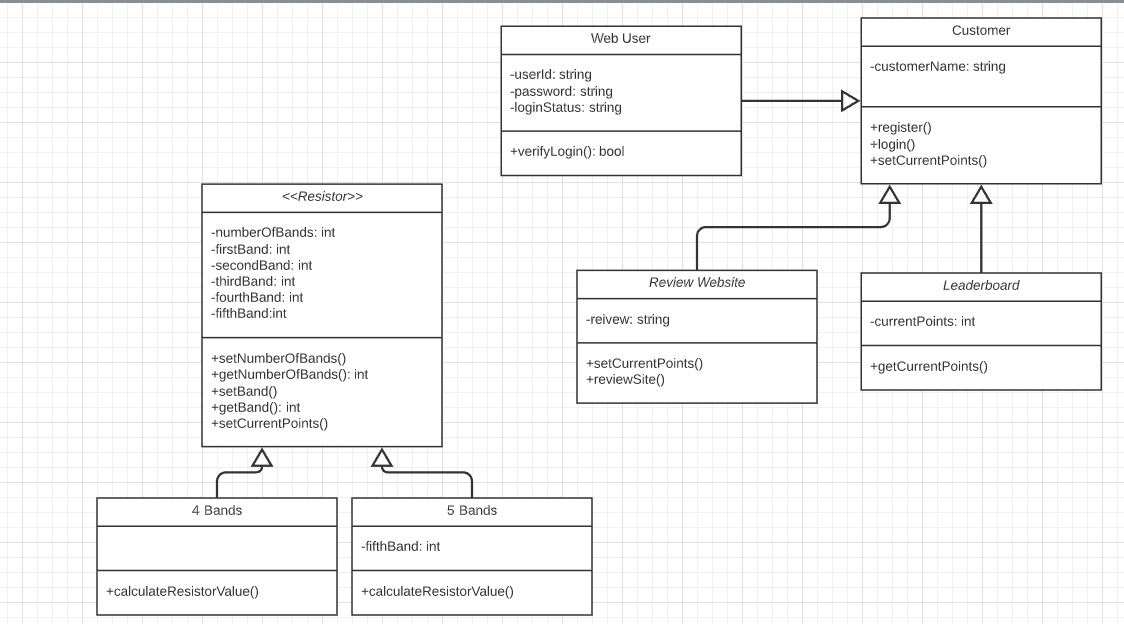 Web User
-userId: string
-password: string
-loginStatus: string
+verifyLogin(): bool
Customer
-customerName: string
+register()
+login()
+setCurrentPoints()
<<Resistor>>
-numberOfBands: int
-firstBand: int
-secondBand: int
-thirdBand: int
-fourthBand: int
-fifthBand:int
+setNumberOfBands()
+getNumberOfBands(): int
+setBand()
+getBand(): int
+setCurrentPoints()
Review Website
-reivew: string
+setCurrentPoints()
+reviewSite()
Leaderboard
-currentPoints: int
+getCurrentPoints()
4 Bands
+calculateResistorValue()
5 Bands
-fifthBand: int
+calculateResistorValue()